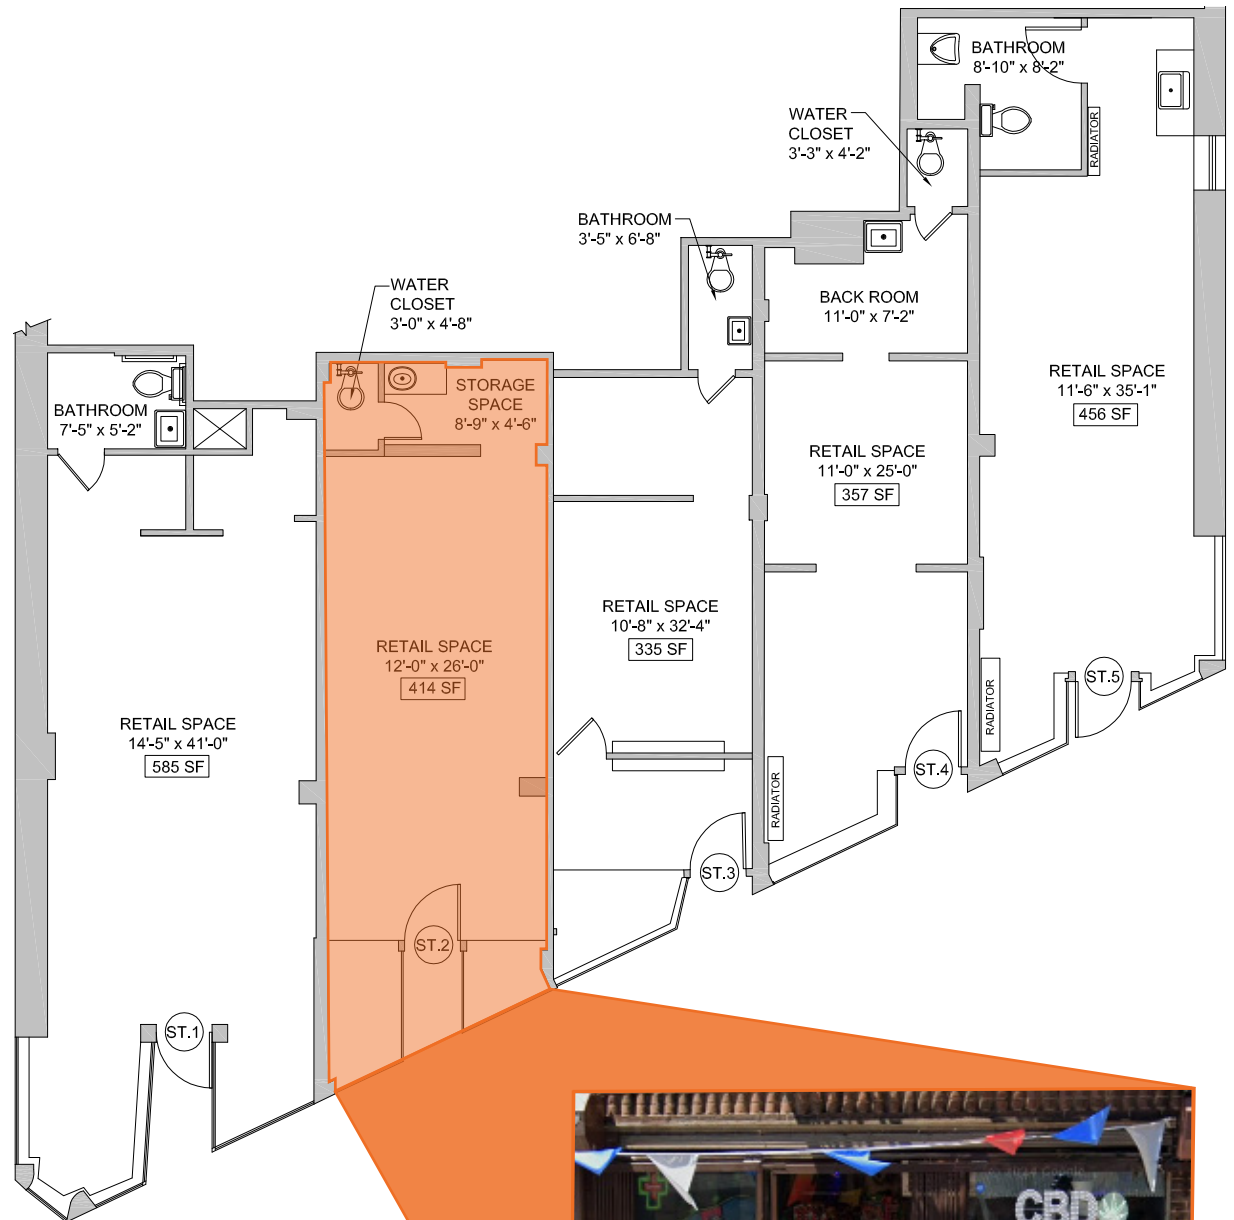 BATHROOM
8'-10" x 8'-2"
WATER
CLOSET
3'-3" x 4'-2"
RADIATOR
BATHROOM
3'-5" x 6'-8"
WATER
CLOSET
3'-0" x 4'-8"
BACK ROOM
11'-0" x 7'-2"
RETAIL SPACE
11'-6" x 35'-1"
456 SF
STORAGE
SPACE
8'-9" x 4'-6"
BATHROOM
7'-5" x 5'-2"
RETAIL SPACE
11'-0" x 25'-0"
357 SF
RETAIL SPACE
10'-8" x 32'-4"
335 SF
RETAIL SPACE
12'-0" x 26'-0"
414 SF
RETAIL SPACE
14'-5" x 41'-0"
585 SF
RADIATOR
ST.5
ST.4
RADIATOR
ST.3
ST.2
ST.1
CBD